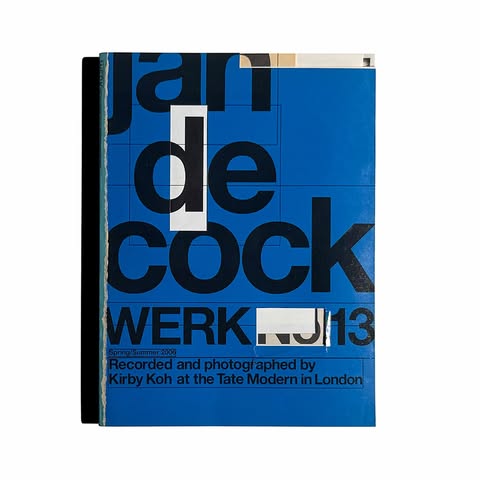 jan
de
cock
WERK No 13
Spring/Summer 2006
Recorded and photographed by
Kirby Koh at the Tate Modern in London